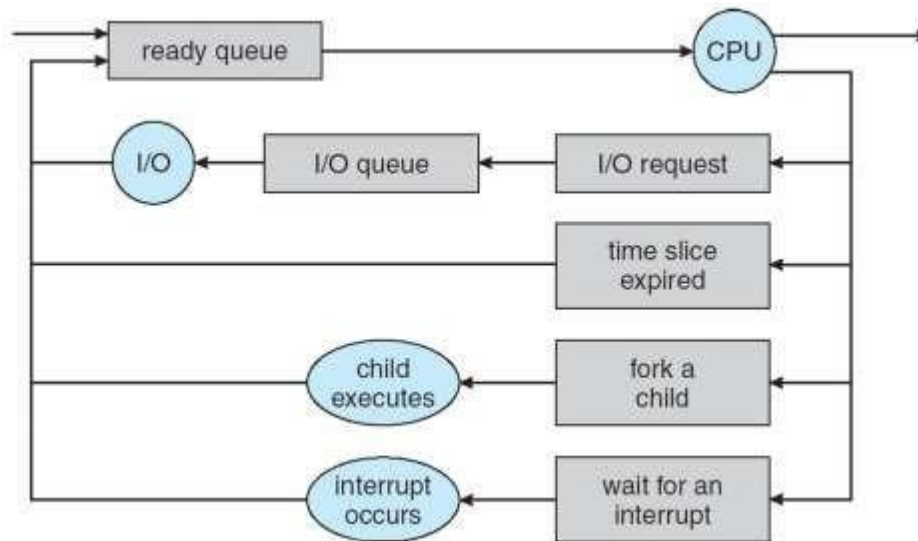 ready queue
CPU
I/O
I/O queue
I/O request
time slice
expired
child
executes
fork a
child
interrupt
occurs
wait for an
interrupt